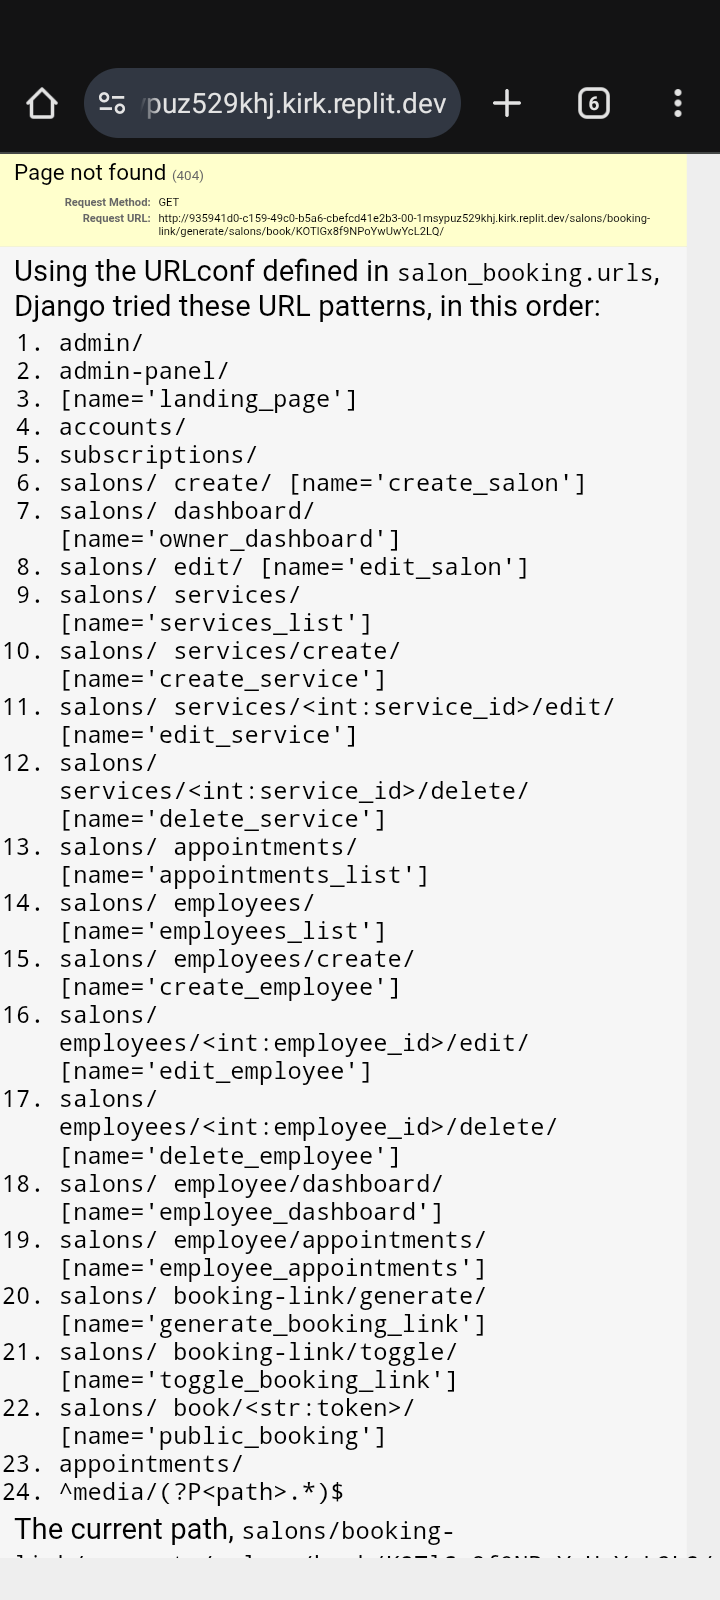 puz529khj.kirk.replit.dev
6
Page not found (404)
Request Method: GET
Request URL: http://935941d0-c159-49c0-b5a6-cbefcd41e2b3-00-1msypuz529khj.kirk.replit.dev/salons/booking-
link/generate/salons/book/KOTlGx8f9NPoYwUwYcL2LQ/
Using the URLconf defined in salon_booking.urls,
Django tried these URL patterns, in this order:
1. admin/
2. admin-panel/
3. [name='landing_page']
4. accounts/
5. subscriptions/
6. salons/ create/ [name='create_salon']
7. salons/ dashboard/
[name='owner_dashboard']
8. salons/ edit/ [name='edit_salon']
9. salons/ services/
[name='services_list']
10. salons/ services/create/
[name='create_service']
11. salons/ services/<int:service_id>/edit/
[name='edit_service']
12. salons/
services/<int:service_id>/delete/
[name='delete_service']
13. salons/ appointments/
[name='appointments_list']
14. salons/ employees/
[name='employees_list']
15. salons/ employees/create/
[name='create_employee']
16. salons/
employees/<int:employee_id>/edit/
[name='edit_employee']
17. salons/
employees/<int:employee_id>/delete/
[name='delete_employee']
18. salons/ employee/dashboard/
[name='employee_dashboard']
19. salons/ employee/appointments/
[name='employee_appointments']
20. salons/ booking-link/generate/
[name='generate_booking_link']
21. salons/ booking-link/toggle/
[name='toggle_booking_link']
22. salons/ book/<str:token>/
[name='public_booking']
23. appointments/
24. ^media/(?P<path>.*)$
The current path, salons/booking-